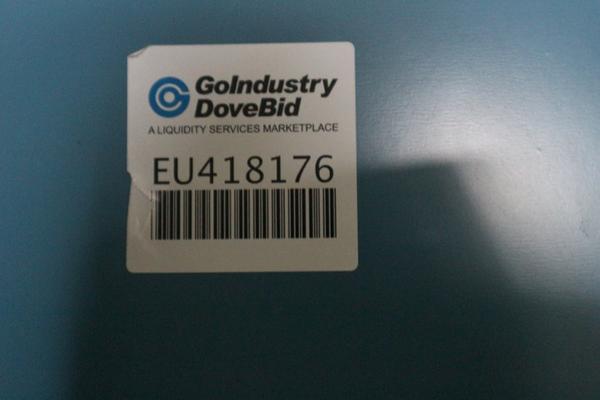 GoIndustry
DoveBid
A LIQUIDITY SERVICES MARKETPLACE
EU418176